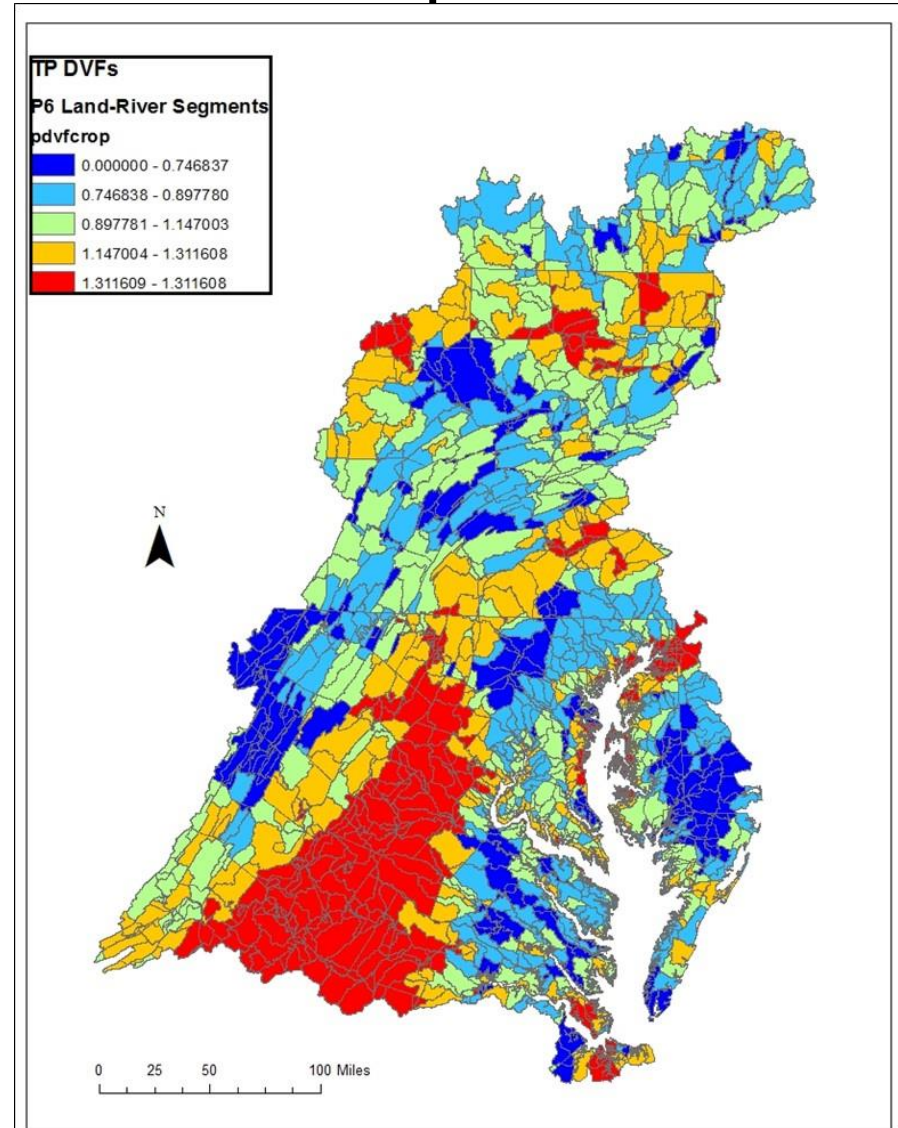 TP DVFs
P6 Land-River Segments
pdvfcrop
0.000000 - 0.746837
0.746838 - 0.897780
0.897781 - 1.147003
1.147004 - 1.311608
1.311609 - 1.311608
N
0 25 50 100 Miles